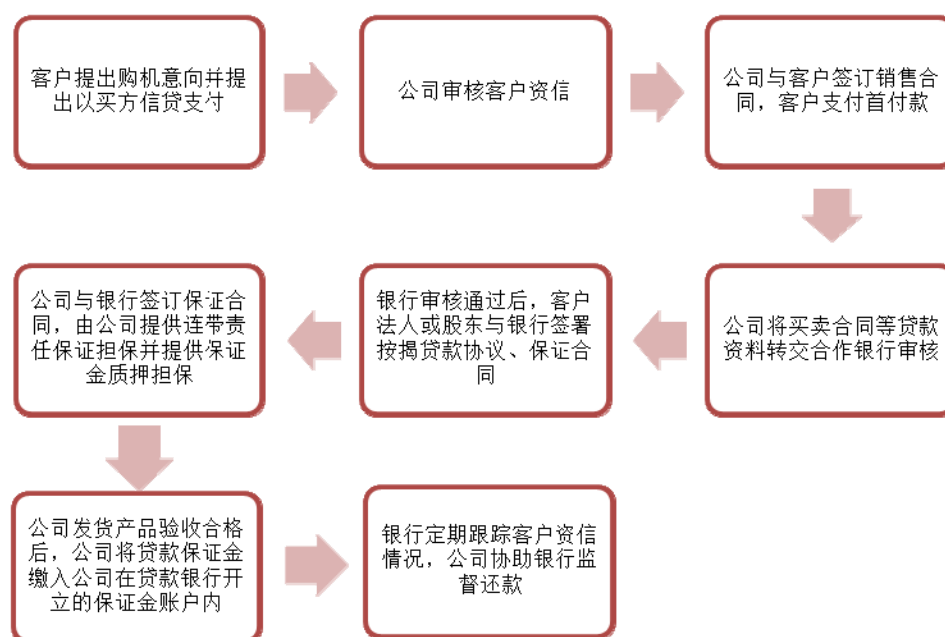 客户提出购机意向并提
出以买方信贷支付
公司审核客户资信
公司与客户签订销售合
同，客户支付首付款
公司将买卖合同等贷款
资料转交合作银行审核
银行审核通过后，客户
法人或股东与银行签署
按揭贷款协议、保证合
同
公司与银行签订保证合
同，由公司提供连带责
任保证担保并提供保证
金质押担保
公司发货产品验收合格
后，公司将贷款保证金
缴入公司在贷款银行开
立的保证金账户内
银行定期跟踪客户资信
情况，公司协助银行监
督还款